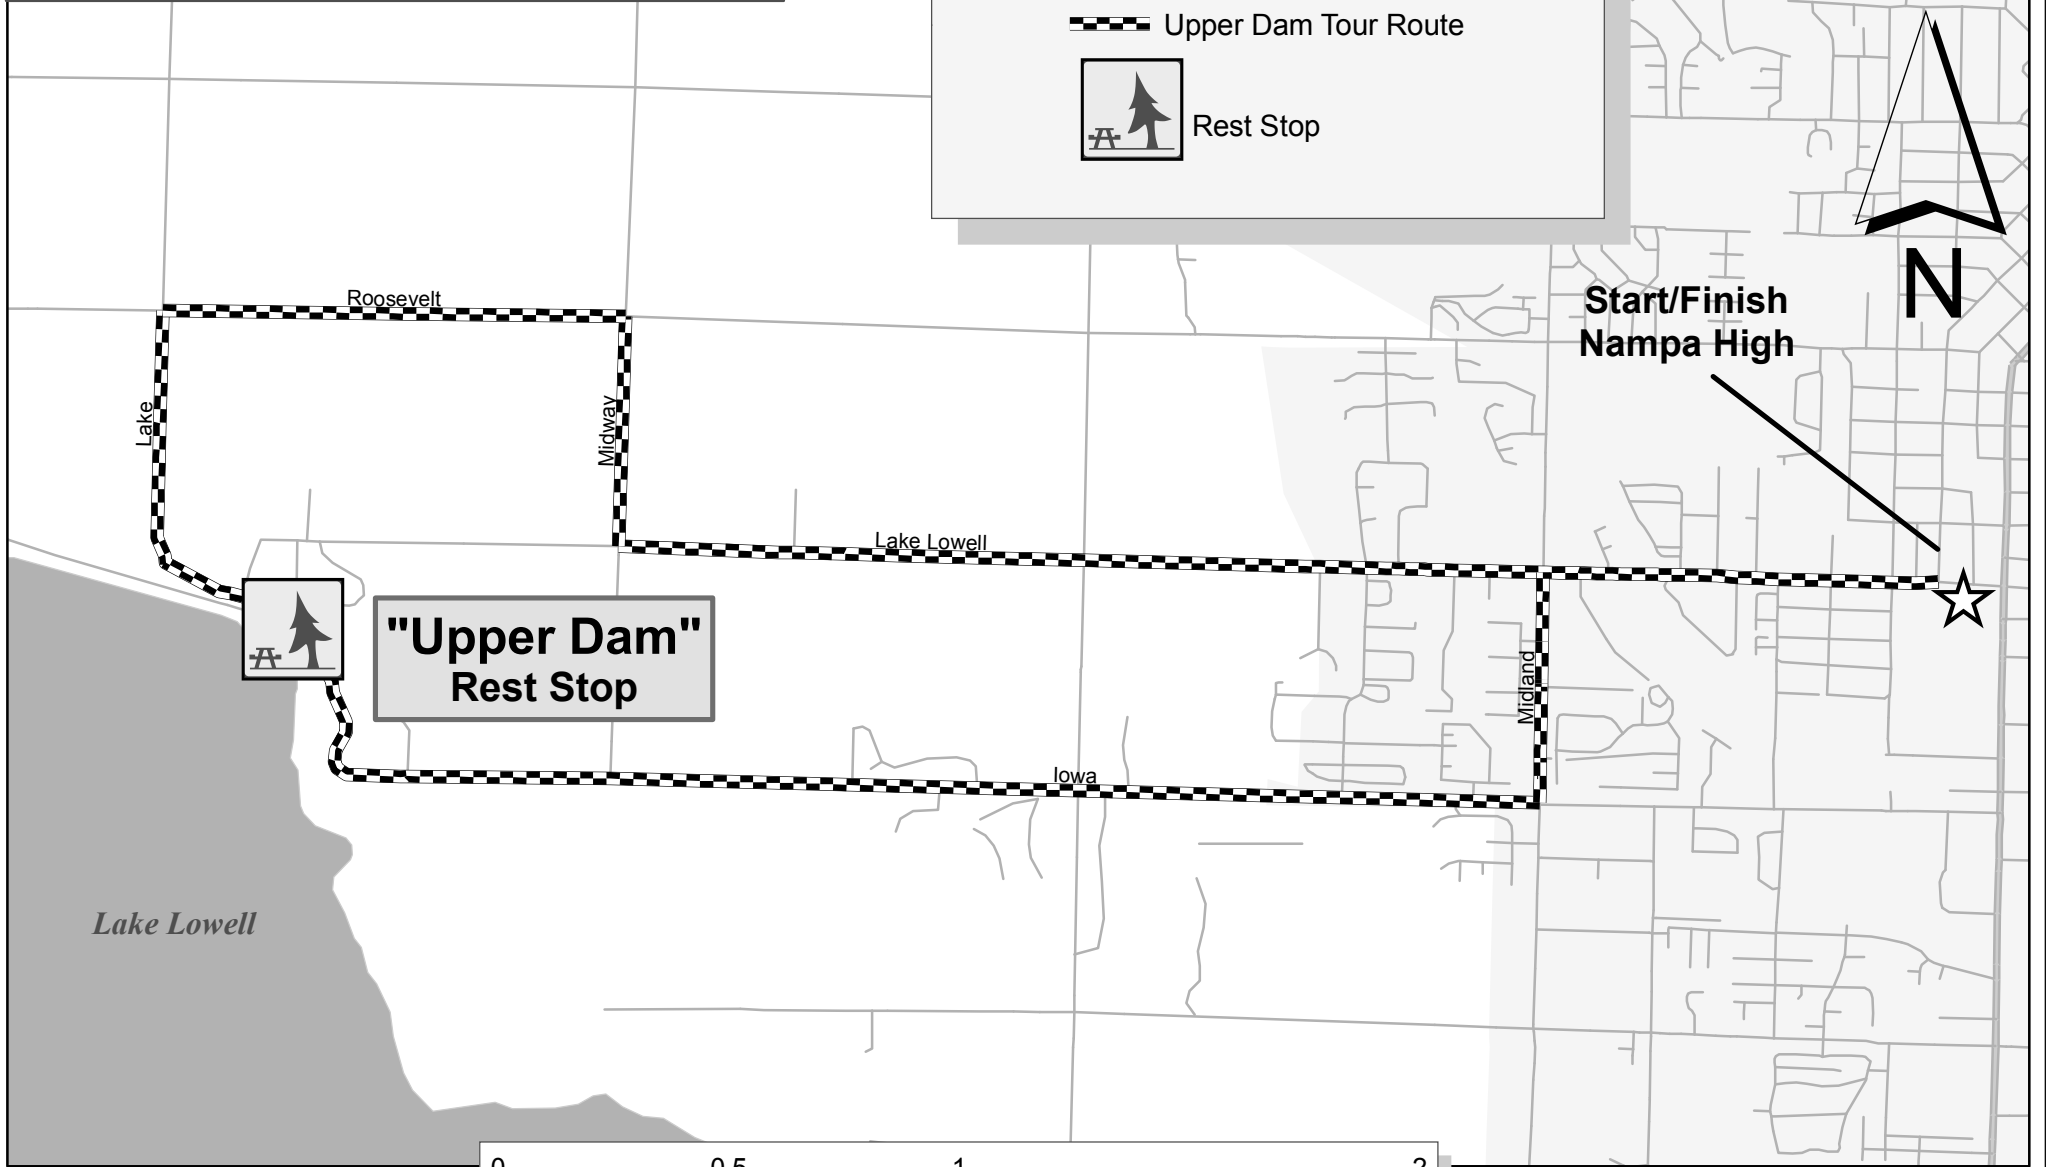 Upper Dam Tour Route
Rest Stop
N
Start/Finish
Nampa High
Roosevelt
Lake
Midway
Lake Lowell
"Upper Dam"
Rest Stop
Midland
Iowa
Lake Lowell
0 0.5 1 2